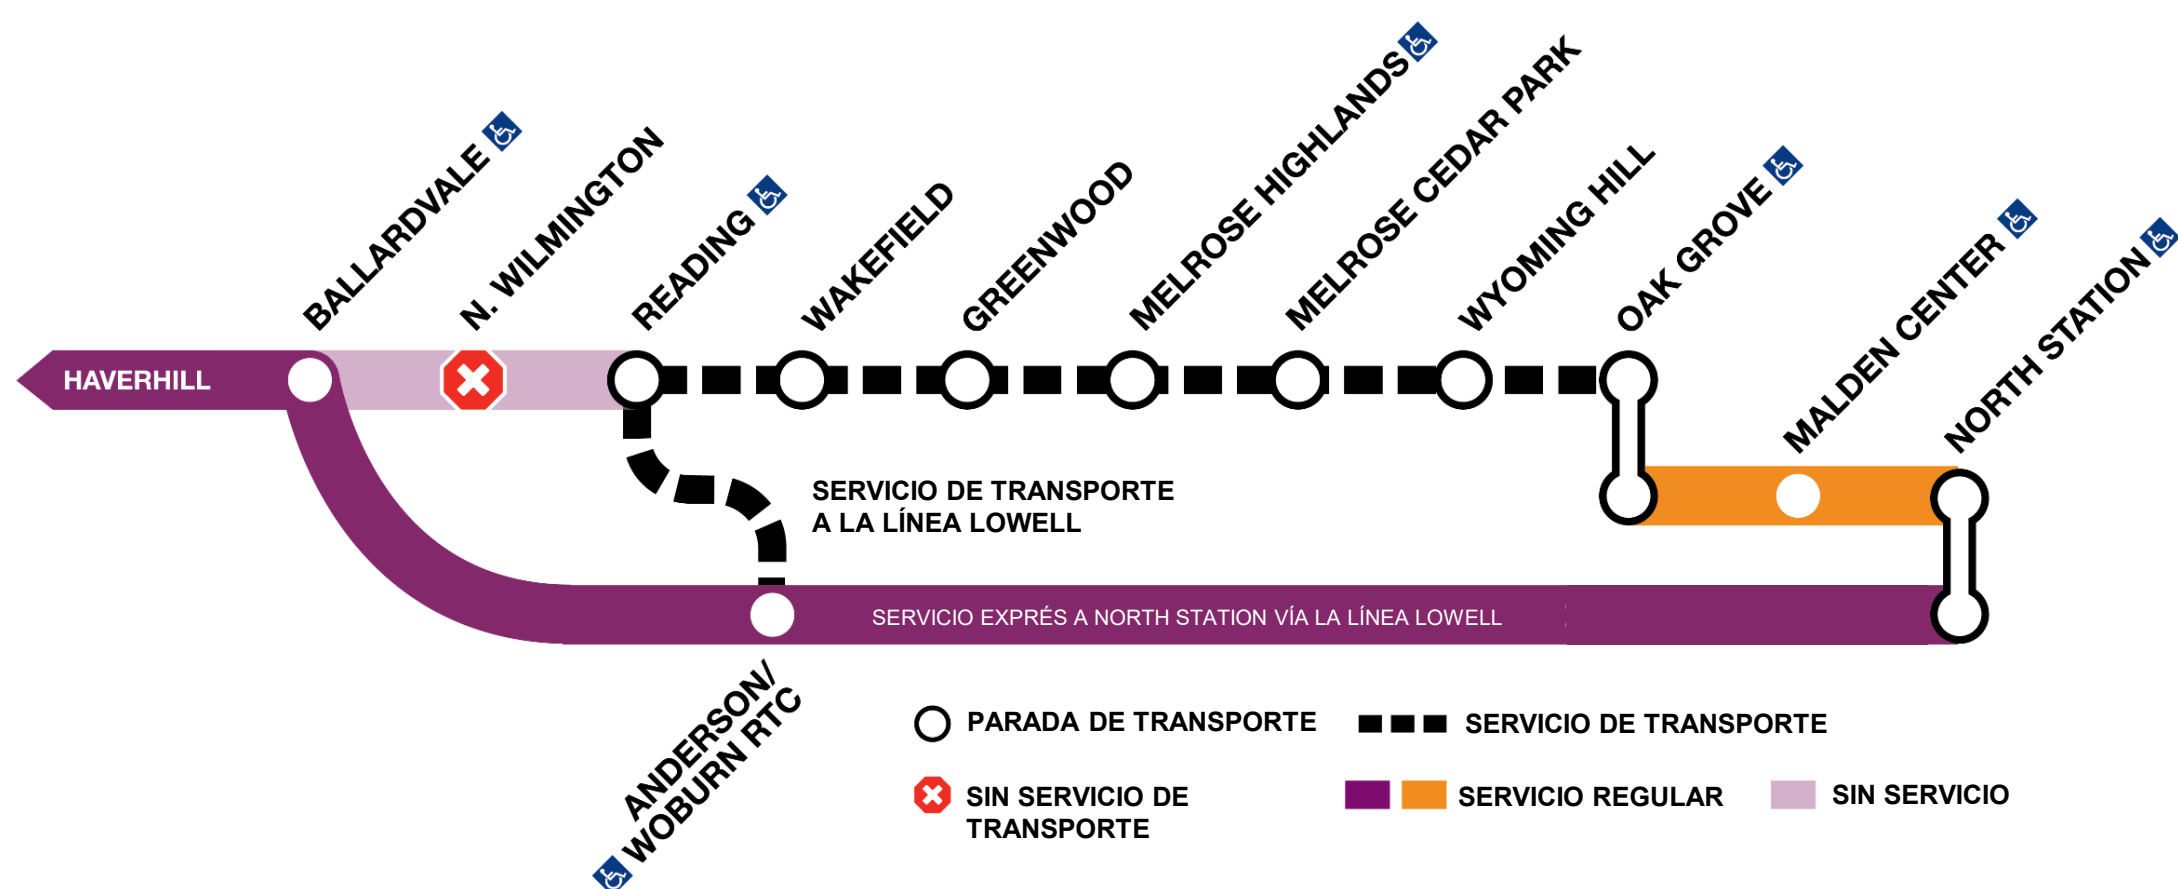 BALLARDVALE
N. WILMINGTON
READING
WAKEFIELD
GREENWOOD
MELROSE HIGHLANDS
MELROSE CEDAR PARK
WYOMING HILL
OAK GROVE
MALDEN CENTER
NORTH STATION
HAVERHILL
SERVICIO DE TRANSPORTE
A LA LÍNEA LOWELL
SERVICIO EXPRÉS A NORTH STATION VÍA LA LÍNEA LOWELL
ANDERSON/
WOBURN RTC
PARADA DE TRANSPORTE
SERVICIO DE TRANSPORTE
SIN SERVICIO DE
TRANSPORTE
SERVICIO REGULAR
SIN SERVICIO